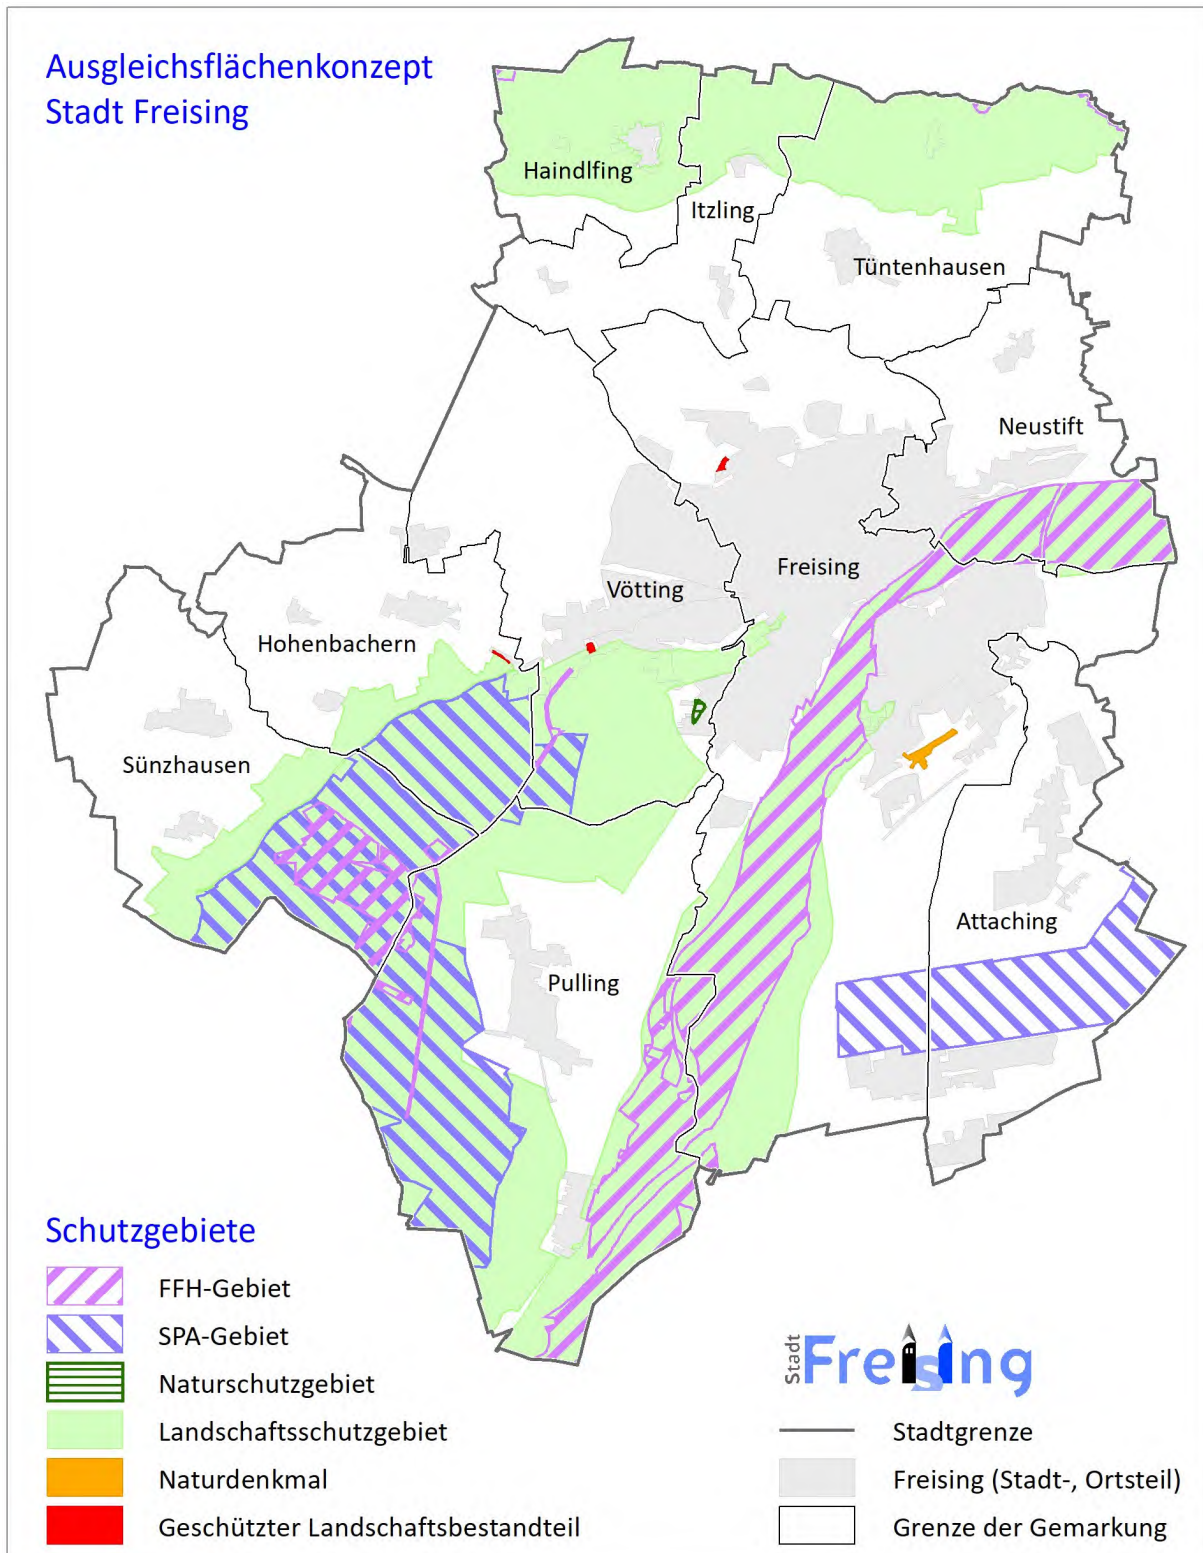 Ausgleichsflächenkonzept
Stadt Freising
Haindlfing
Itzling
Tüntenhausen
Neustift
Freising
Vötting
Hohenbachern
Sünzhausen
Attaching
Pulling
Schutzgebiete
FFH-Gebiet
SPA-Gebiet
Naturschutzgebiet
Landschaftsschutzgebiet
Naturdenkmal
Geschützter Landschaftsbestandteil
Stadt Freising
Stadtgrenze
Freising (Stadt-, Ortsteil)
Grenze der Gemarkung